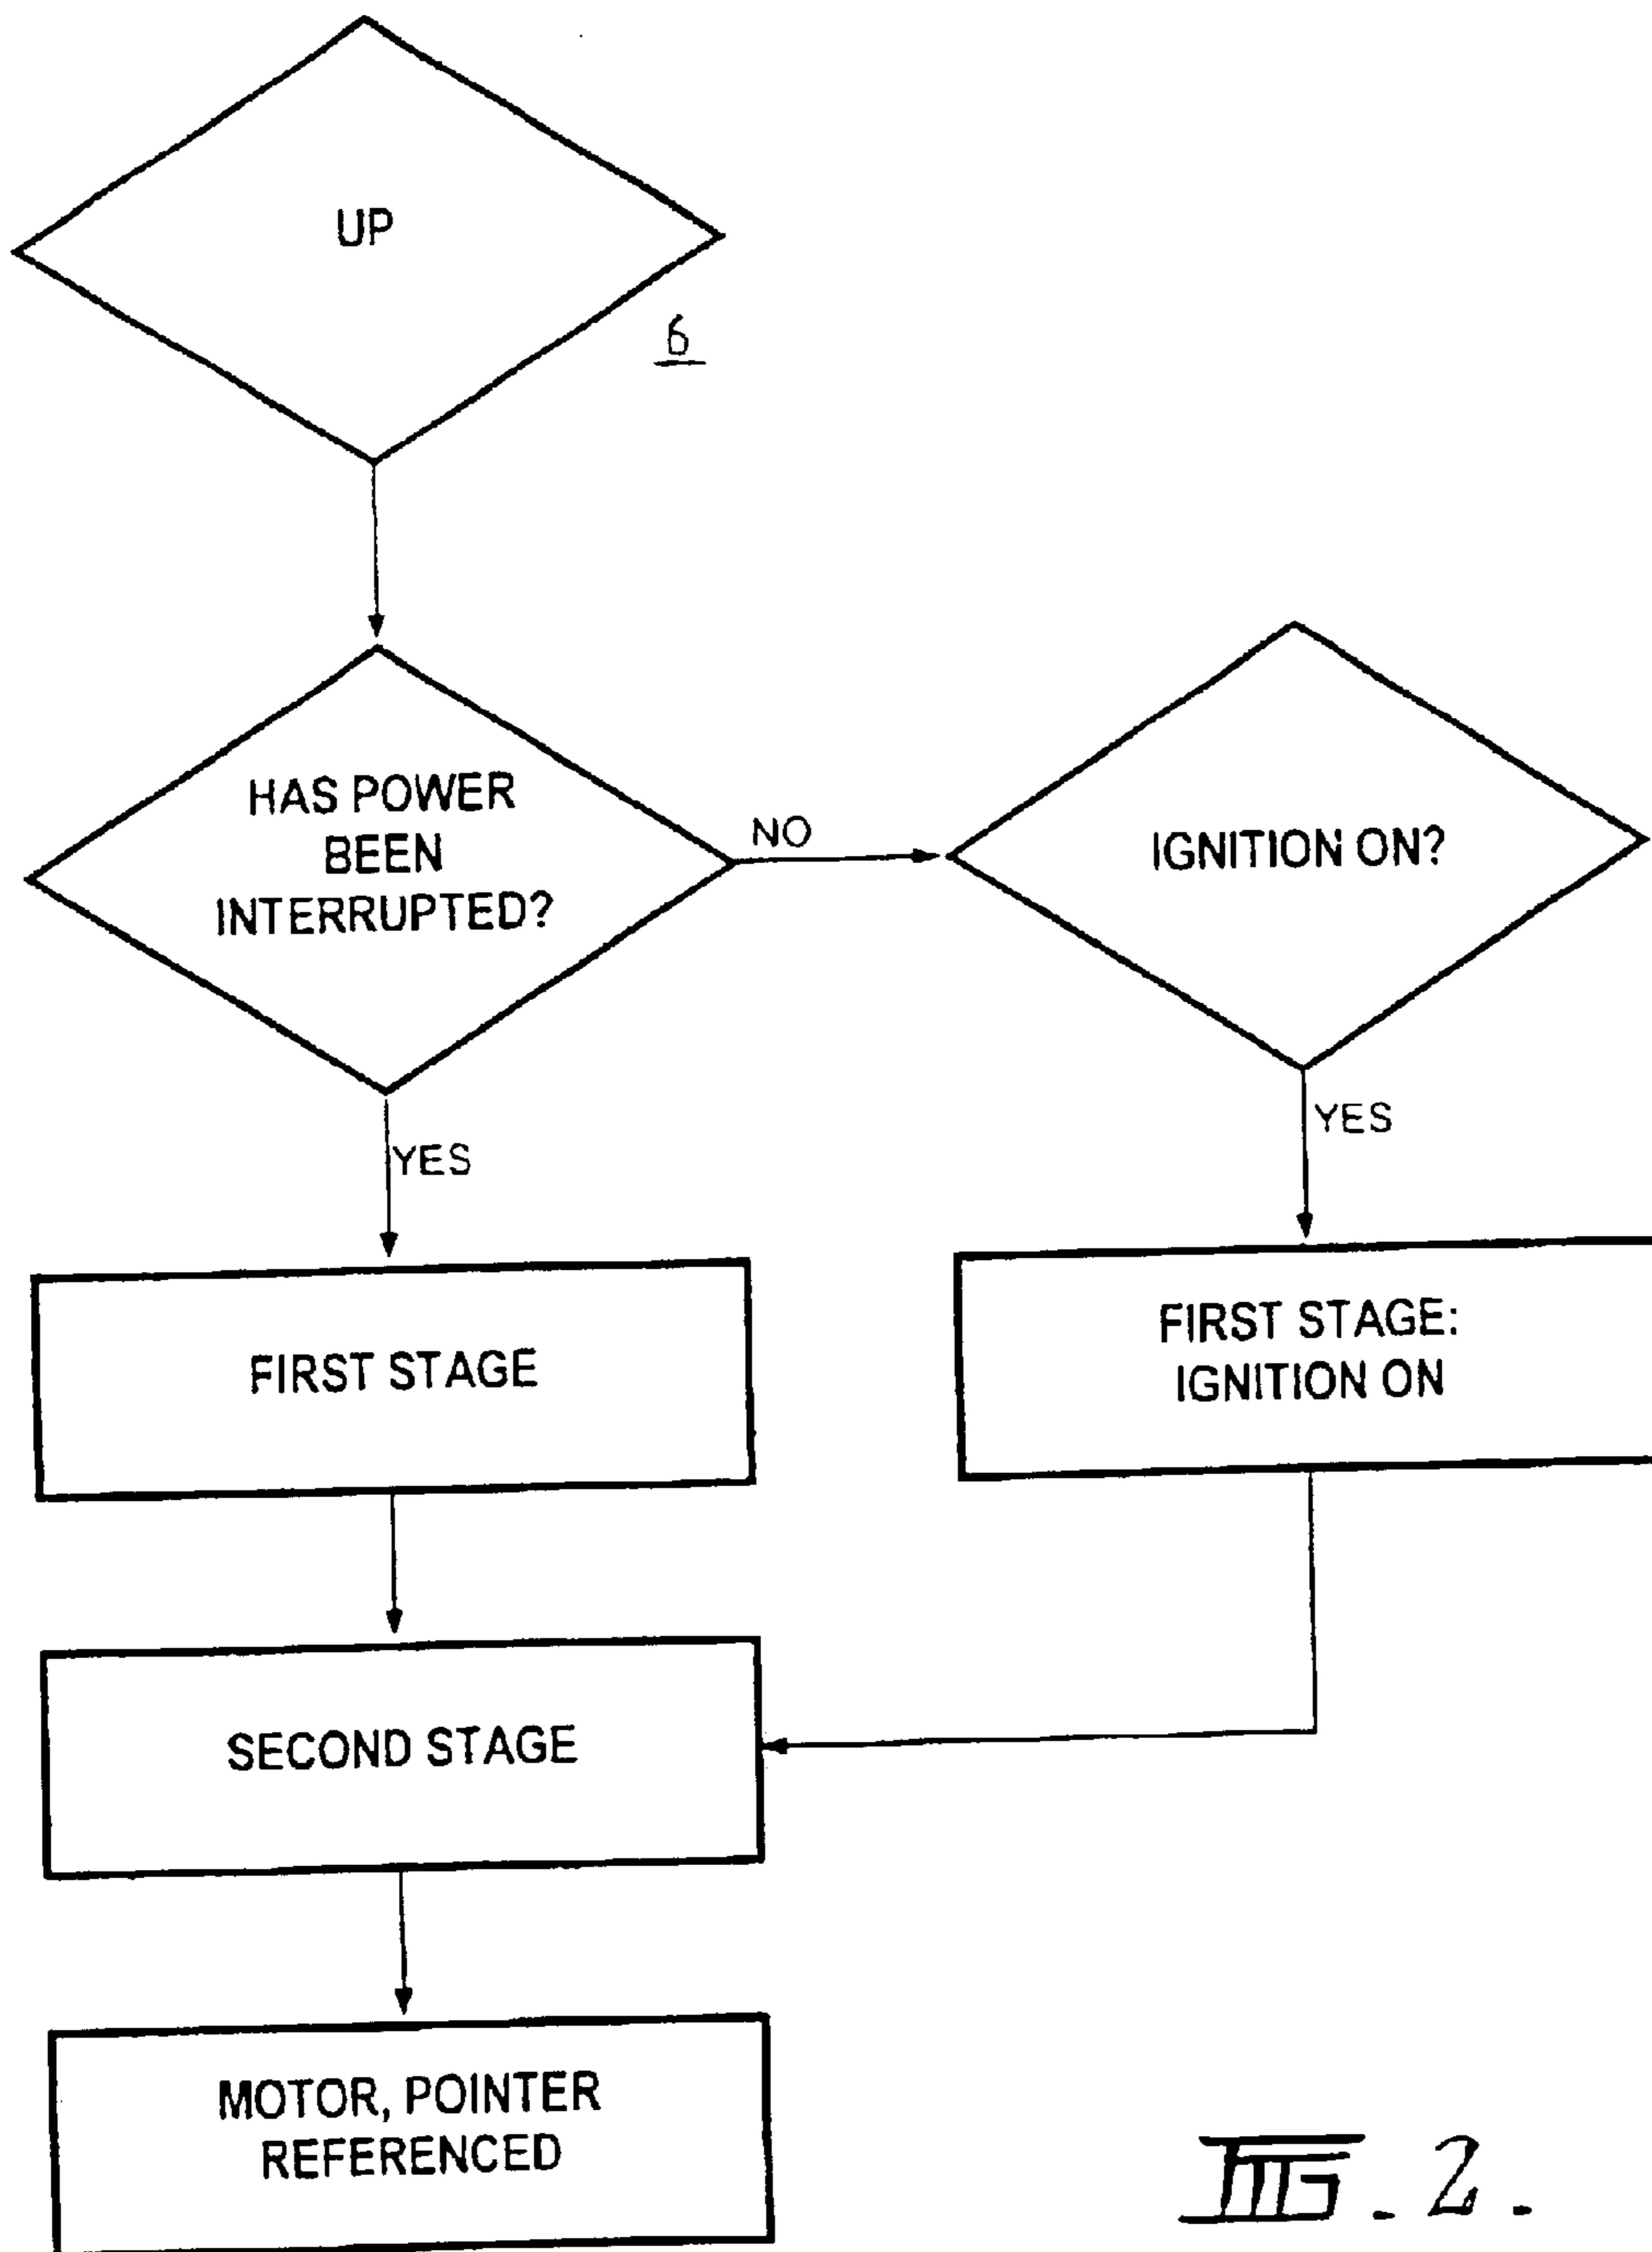 UP
6
HAS POWER
BEEN
INTERRUPTED?
NO
IGNITION ON?
YES
YES
FIRST STAGE
FIRST STAGE:
IGNITION ON
SECOND STAGE
MOTOR, POINTER
REFERENCED
FIG. 2.